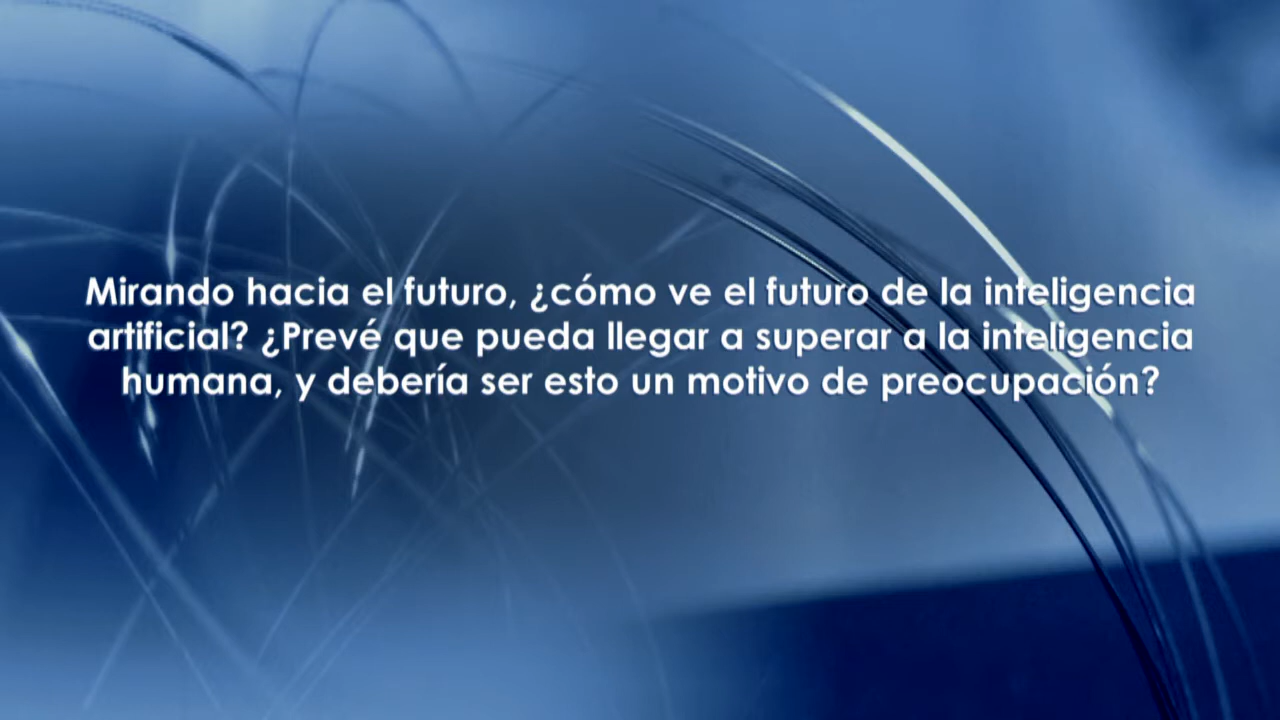 Mirando hacia el futuro, ¿cómo ve el futuro de la inteligencia
artificial? ¿Prevé que pueda llegar a superar a la inteligencia
humana, y debería ser esto un motivo de preocupación?